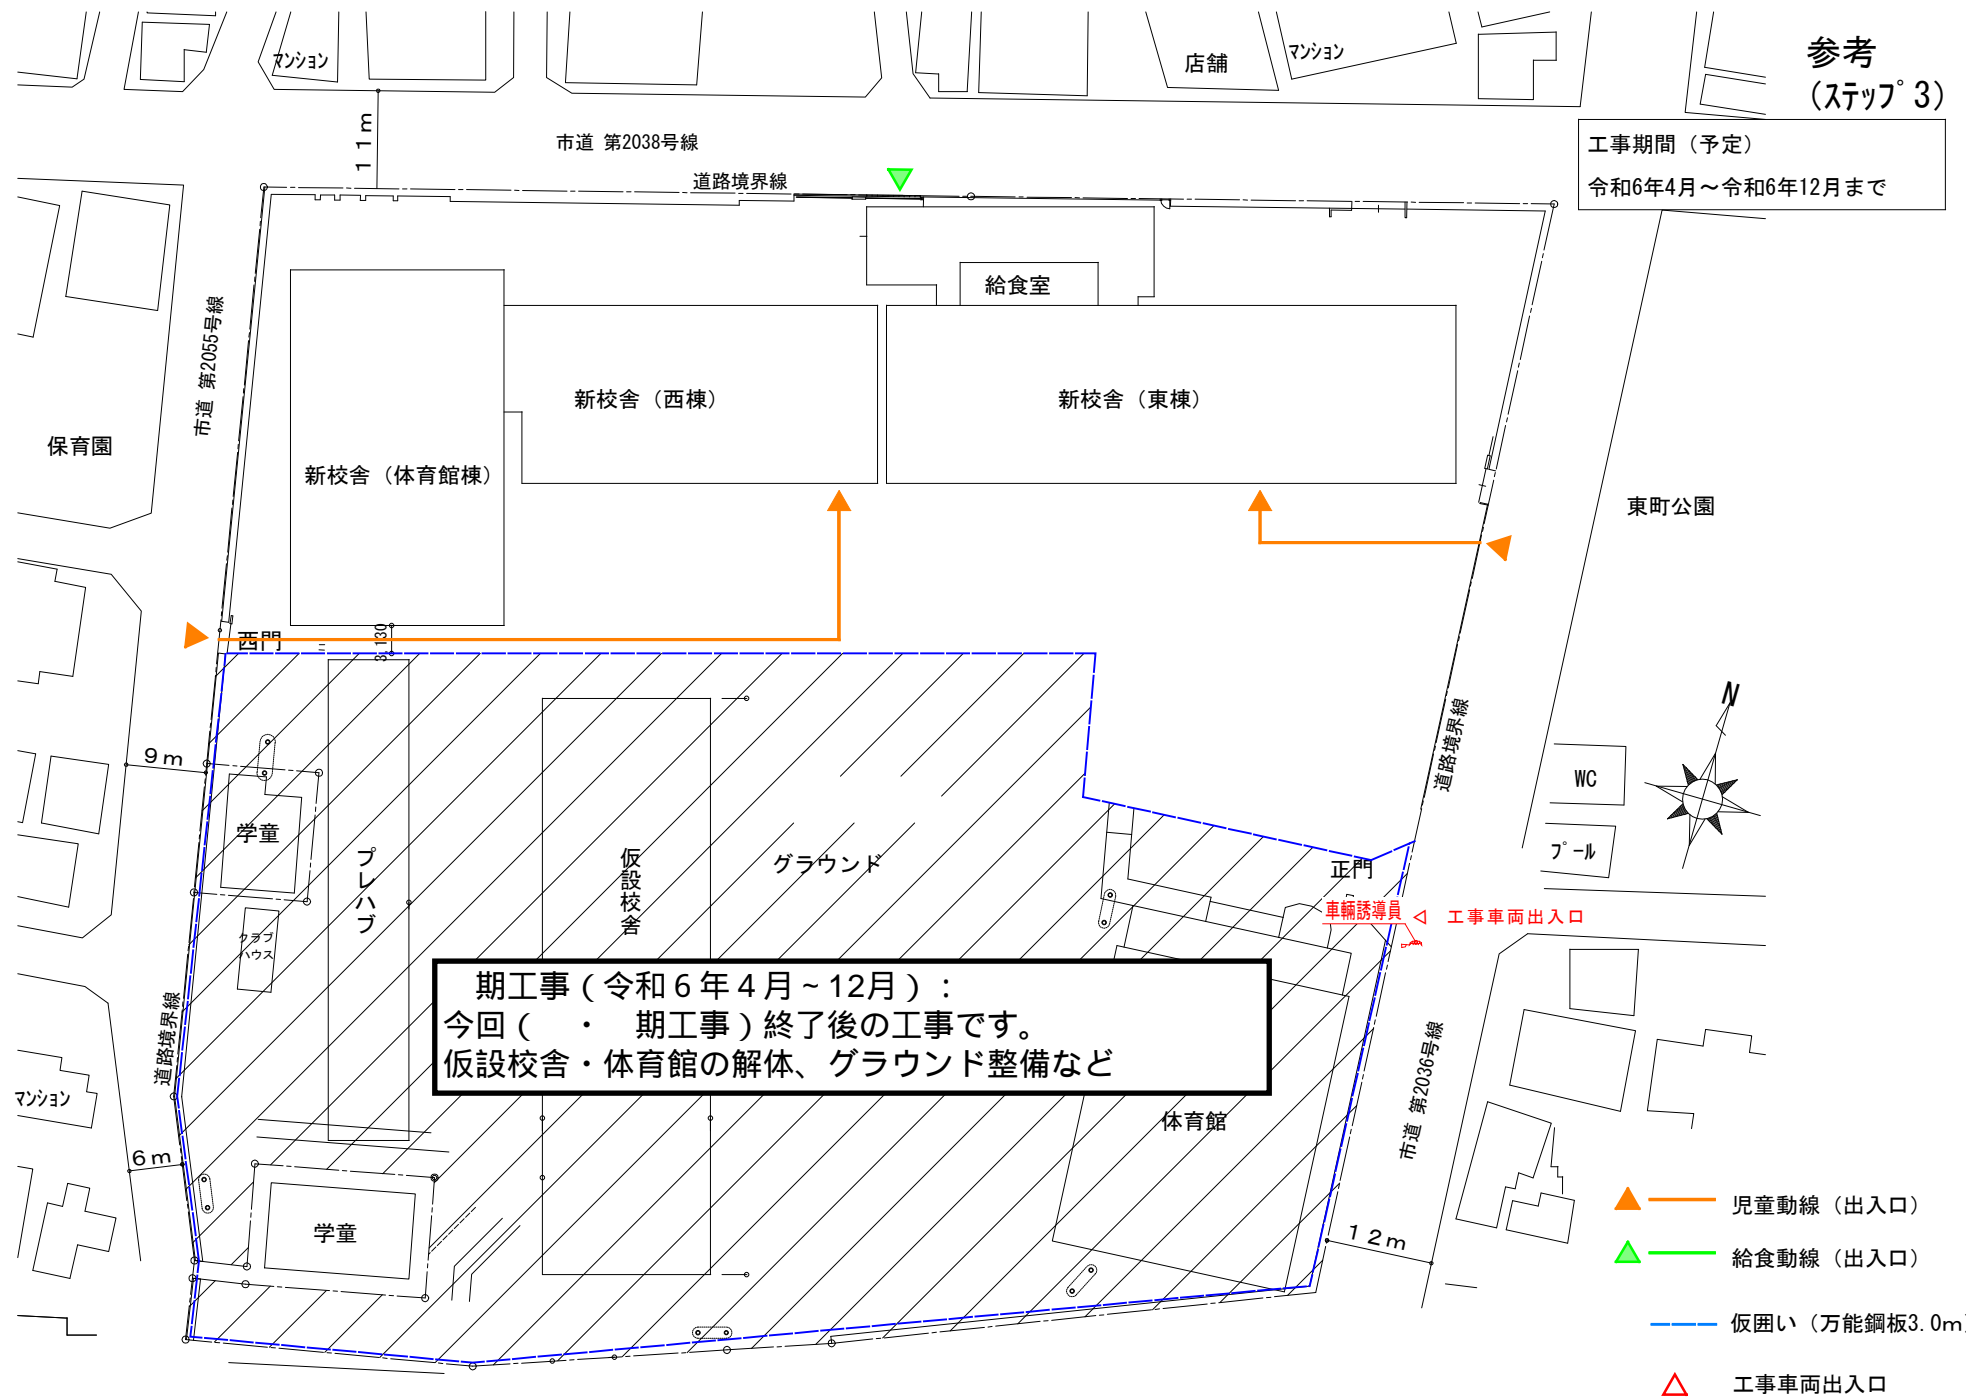 参考
（ｽﾃｯﾌﾟ3）
工事期間（予定）
令和6年4月～令和6年12月まで
ﾏﾝｼｮﾝ
店舗
ﾏﾝｼｮﾝ
11m
市道 第2038号線
道路境界線
給食室
市道 第2055号線
新校舎（西棟）
新校舎（東棟）
保育園
新校舎（体育館棟）
東町公園
西門
3,130
N
道路境界線
9m
WC
学童
プレハブ
仮設校舎
グラウンド
ﾌﾟｰﾙ
正門
車輛誘導員
工事車両出入口
クラブ
ハウス
期工事（令和６年４月～12月）：
今回（　・　期工事）終了後の工事です。
仮設校舎・体育館の解体、グラウンド整備など
道路境界線
市道 第2036号線
ﾏﾝｼｮﾝ
体育館
6m
学童
12m
児童動線（出入口）
給食動線（出入口）
仮囲い（万能鋼板3.0m）
工事車両出入口